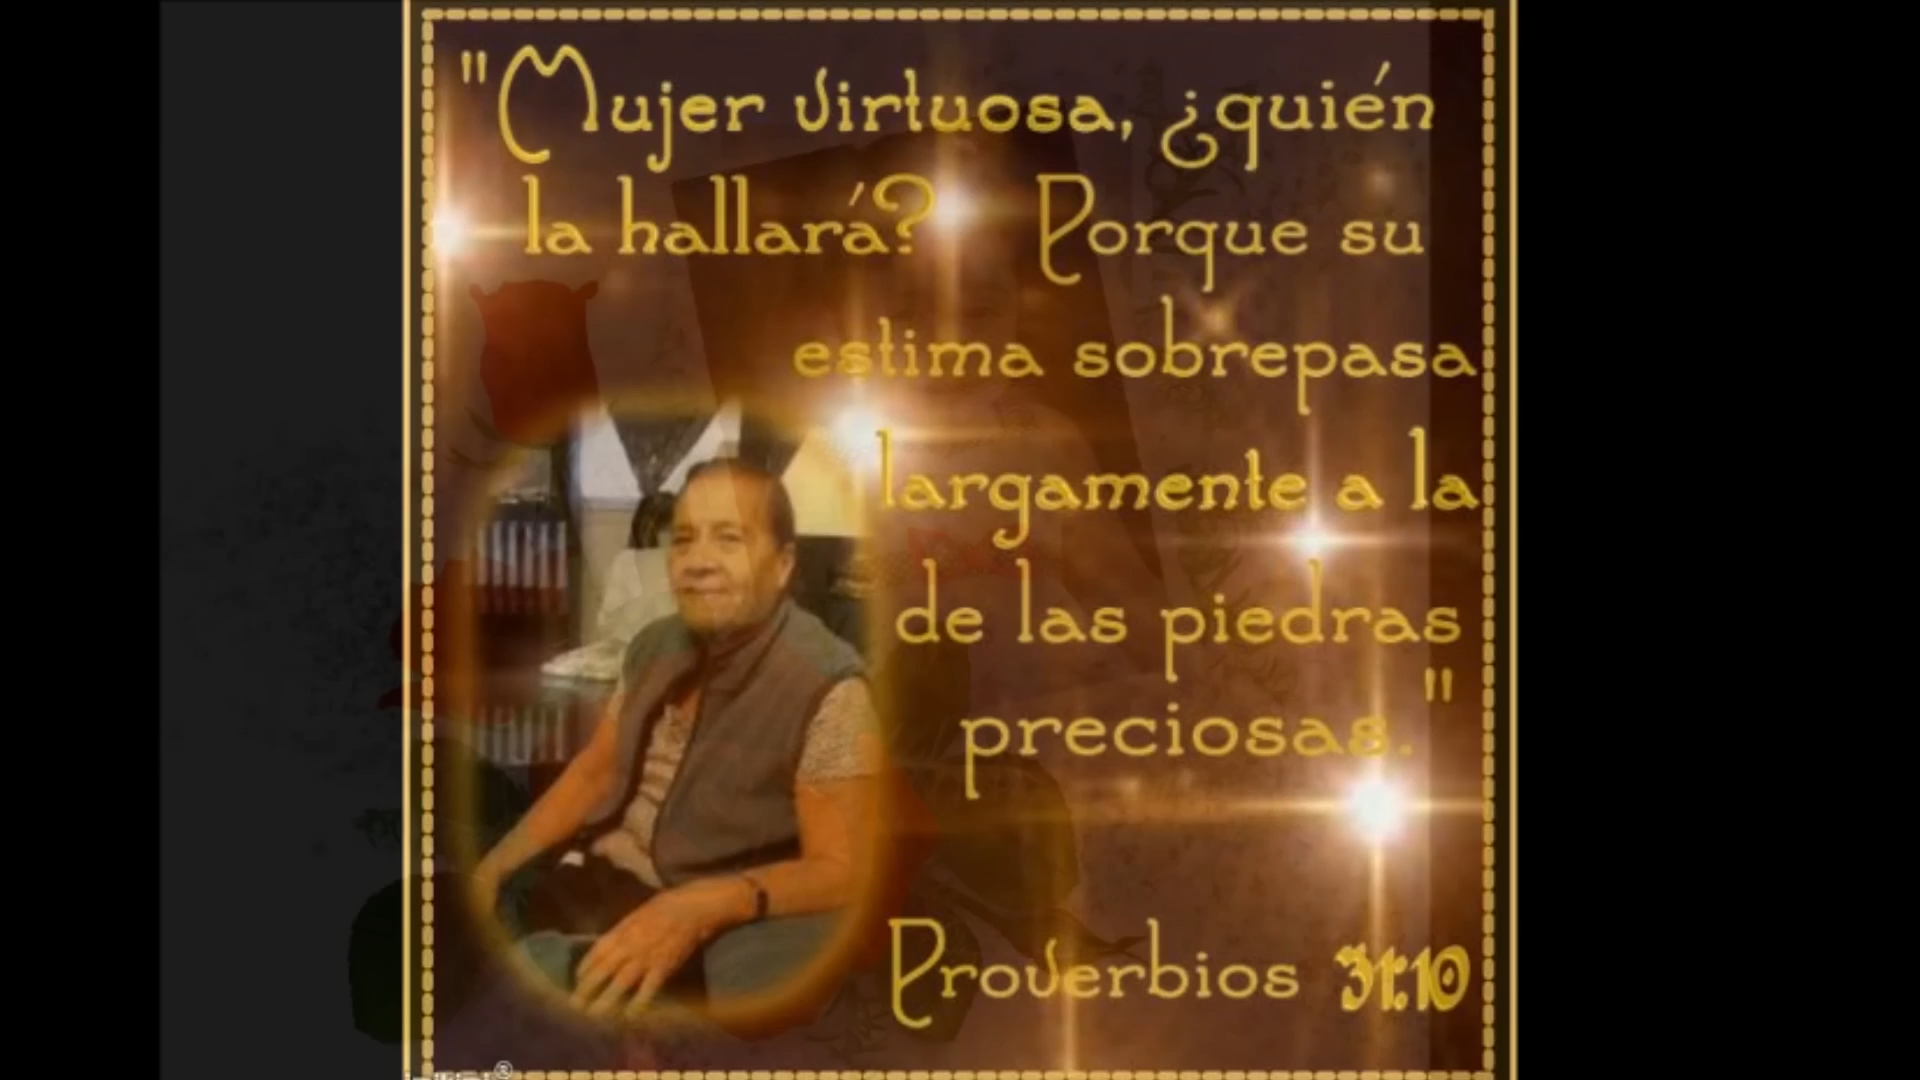 "Mujer virtuosa, ¿quién
la hallará? Porque su
estima sobrepasa
largamente a la
de las piedras
preciosas."
Proverbios 31:10